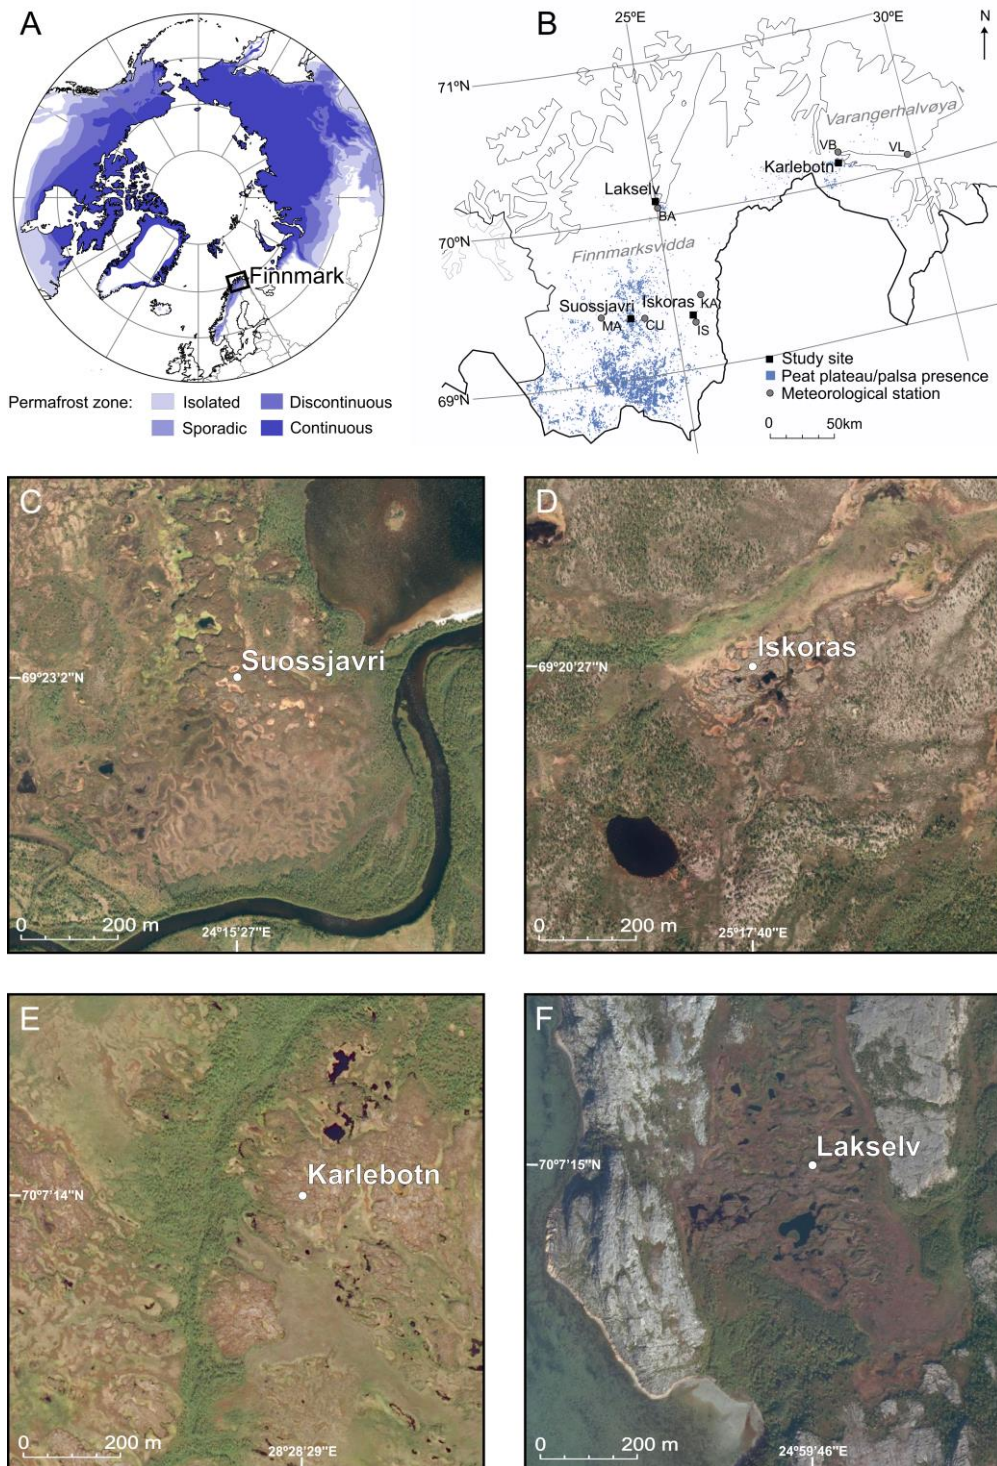 A
Finnmark
Permafrost zone:
Isolated
Discontinuous
Sporadic
Continuous
B
25ºE
30ºE
N
71ºN
Varangerhalvøya
VB
VL
Karlebotn
Lakselv
BA
70ºN
Finnmarksvidda
Suossjavri
Iskoras
KA
MA
CU
IS
69ºN
Study site
Peat plateau/palsa presence
Meteorological station
0 50km
C
Suossjavri
69º23'2"N
0 200 m
24º15'27"E
D
Iskoras
69º20'27"N
0 200 m
25º17'40"E
E
Karlebotn
70º7'14"N
0 200 m
28º28'29"E
F
Lakselv
70º7'15"N
0 200 m
24º59'46"E